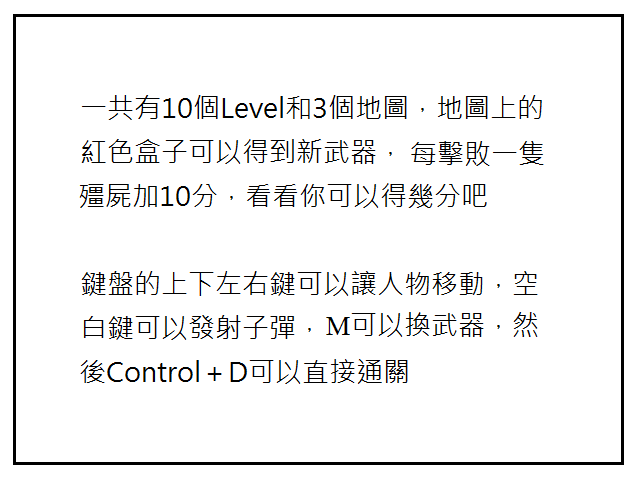 一共有10個Level和3個地圖，地圖上的
紅色盒子可以得到新武器，每擊敗一隻
殭屍加10分，看看你可以得幾分吧
鍵盤的上下左右鍵可以讓人物移動，空
白鍵可以發射子彈，M可以換武器，然
後Control + D可以直接通關